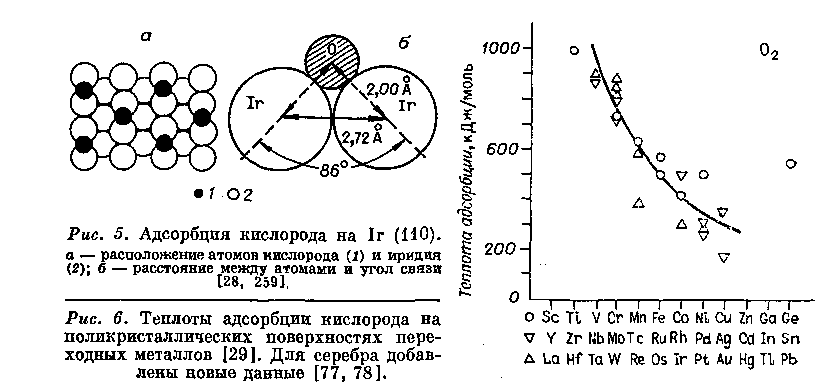 а
б
O
Ir
Ir
2,00 Å
2,72 Å
86°
1 2
Рис. 5. Адсорбция кислорода на Ir (110).
а — расположение атомов кислорода (1) и иридия
(2); б — расстояние между атомами и угол связи
[28, 259].
Рис. 6. Теплоты адсорбции кислорода на
поликристаллических поверхностях пере-
ходных металлов [29]. Для серебра добав-
лены новые данные [77, 78].
Теплота адсорбции, кДж/моль
1000
600
200
0
O₂
○ Sc Ti V Cr Mn Fe Co Ni Cu Zn Ga Ge
▽ Y Zr Nb Mo Tc Ru Rh Pd Ag Cd In Sn
△ La Hf Ta W Re Os Ir Pt Au Hg Tl Pb